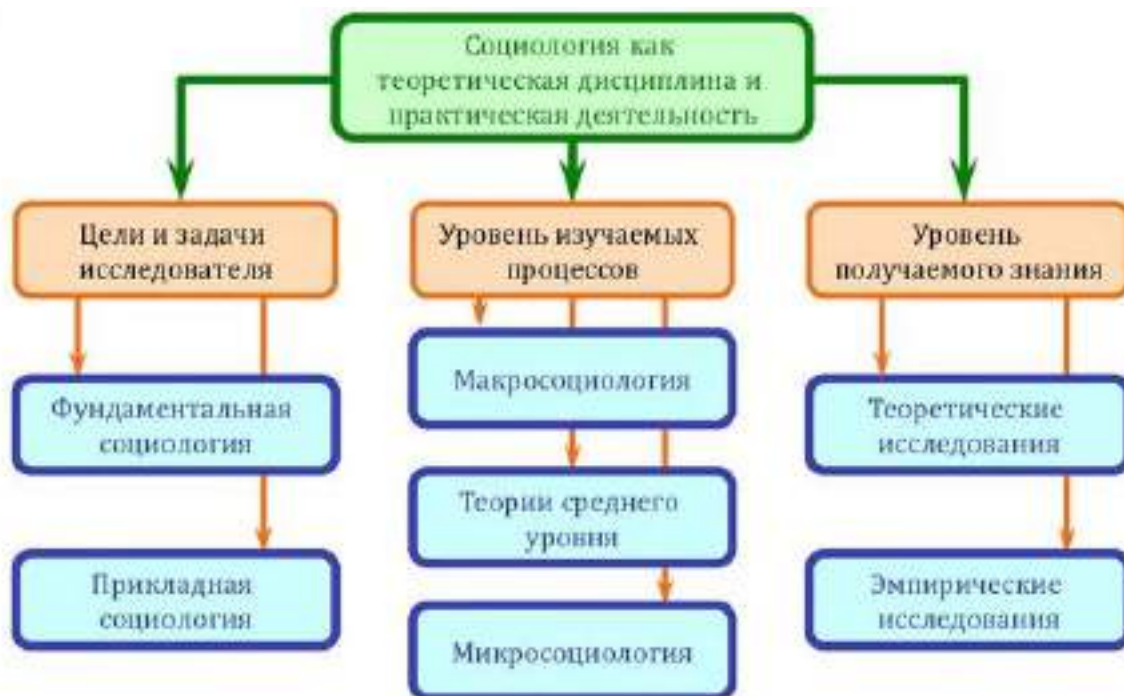 Социология как
теоретическая дисциплина и
практическая деятельность
Цели и задачи
исследователя
Фундаментальная
социология
Прикладная
социология
Уровень изучаемых
процессов
Макросоциология
Теории среднего
уровня
Микросоциология
Уровень
получаемого знания
Теоретические
исследования
Эмпирические
исследования